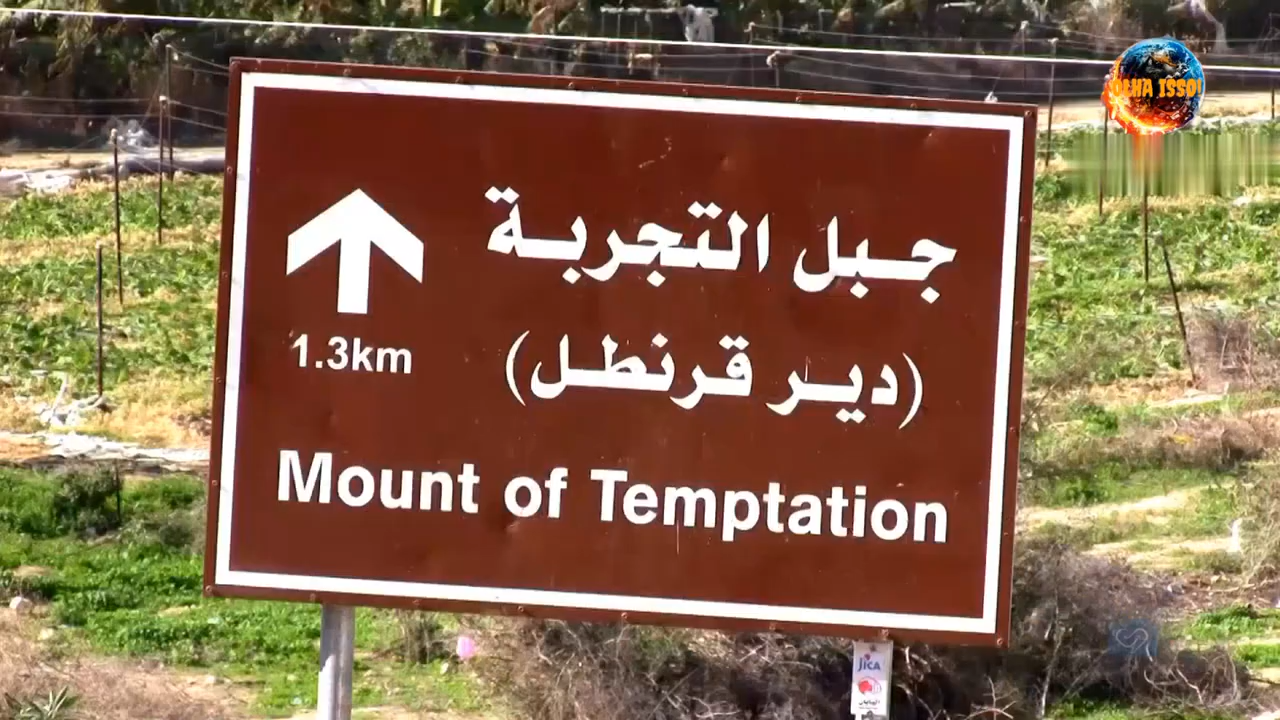 OLHA ISSO!
جبل التجربة
(دير قرنطل)
1.3km
Mount of Temptation
JICA